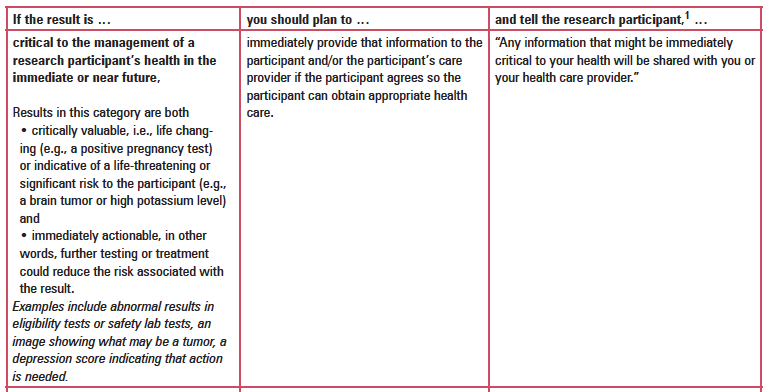 If the result is ...
you should plan to ...
and tell the research participant,1 ...
critical to the management of a
research participant’s health in the
immediate or near future,
Results in this category are both
• critically valuable, i.e., life chang-
ing (e.g., a positive pregnancy test)
or indicative of a life-threatening or
significant risk to the participant (e.g.,
a brain tumor or high potassium level)
and
• immediately actionable, in other
words, further testing or treatment
could reduce the risk associated with
the result.
Examples include abnormal results in
eligibility tests or safety lab tests, an
image showing what may be a tumor, a
depression score indicating that action
is needed.
immediately provide that information to the
participant and/or the participant’s care
provider if the participant agrees so the
participant can obtain appropriate health
care.
“Any information that might be immediately
critical to your health will be shared with you or
your health care provider.”